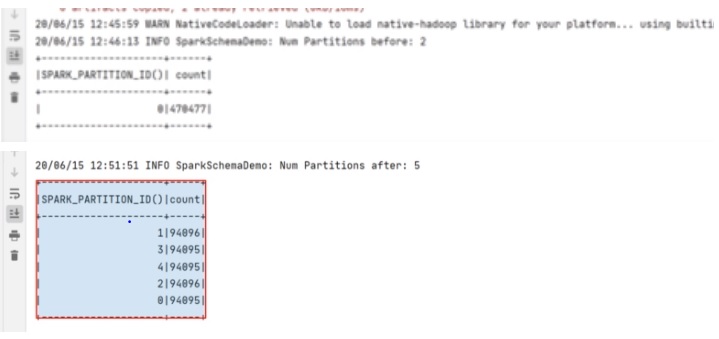 0 artifacts copied, 2 already retrieved (0kB/10ms)
20/06/15 12:45:59 WARN NativeCodeLoader: Unable to load native-hadoop library for your platform... using builti
20/06/15 12:46:13 INFO SparkSchemaDemo: Num Partitions before: 2
+--------------------+------+
|SPARK_PARTITION_ID()| count|
+--------------------+------+
|                   0|470477|
+--------------------+------+
20/06/15 12:51:51 INFO SparkSchemaDemo: Num Partitions after: 5
+--------------------+-----+
|SPARK_PARTITION_ID()|count|
+--------------------+-----+
|                   1|94096|
|                   3|94095|
|                   4|94095|
|                   2|94096|
|                   0|94095|
+--------------------+-----+